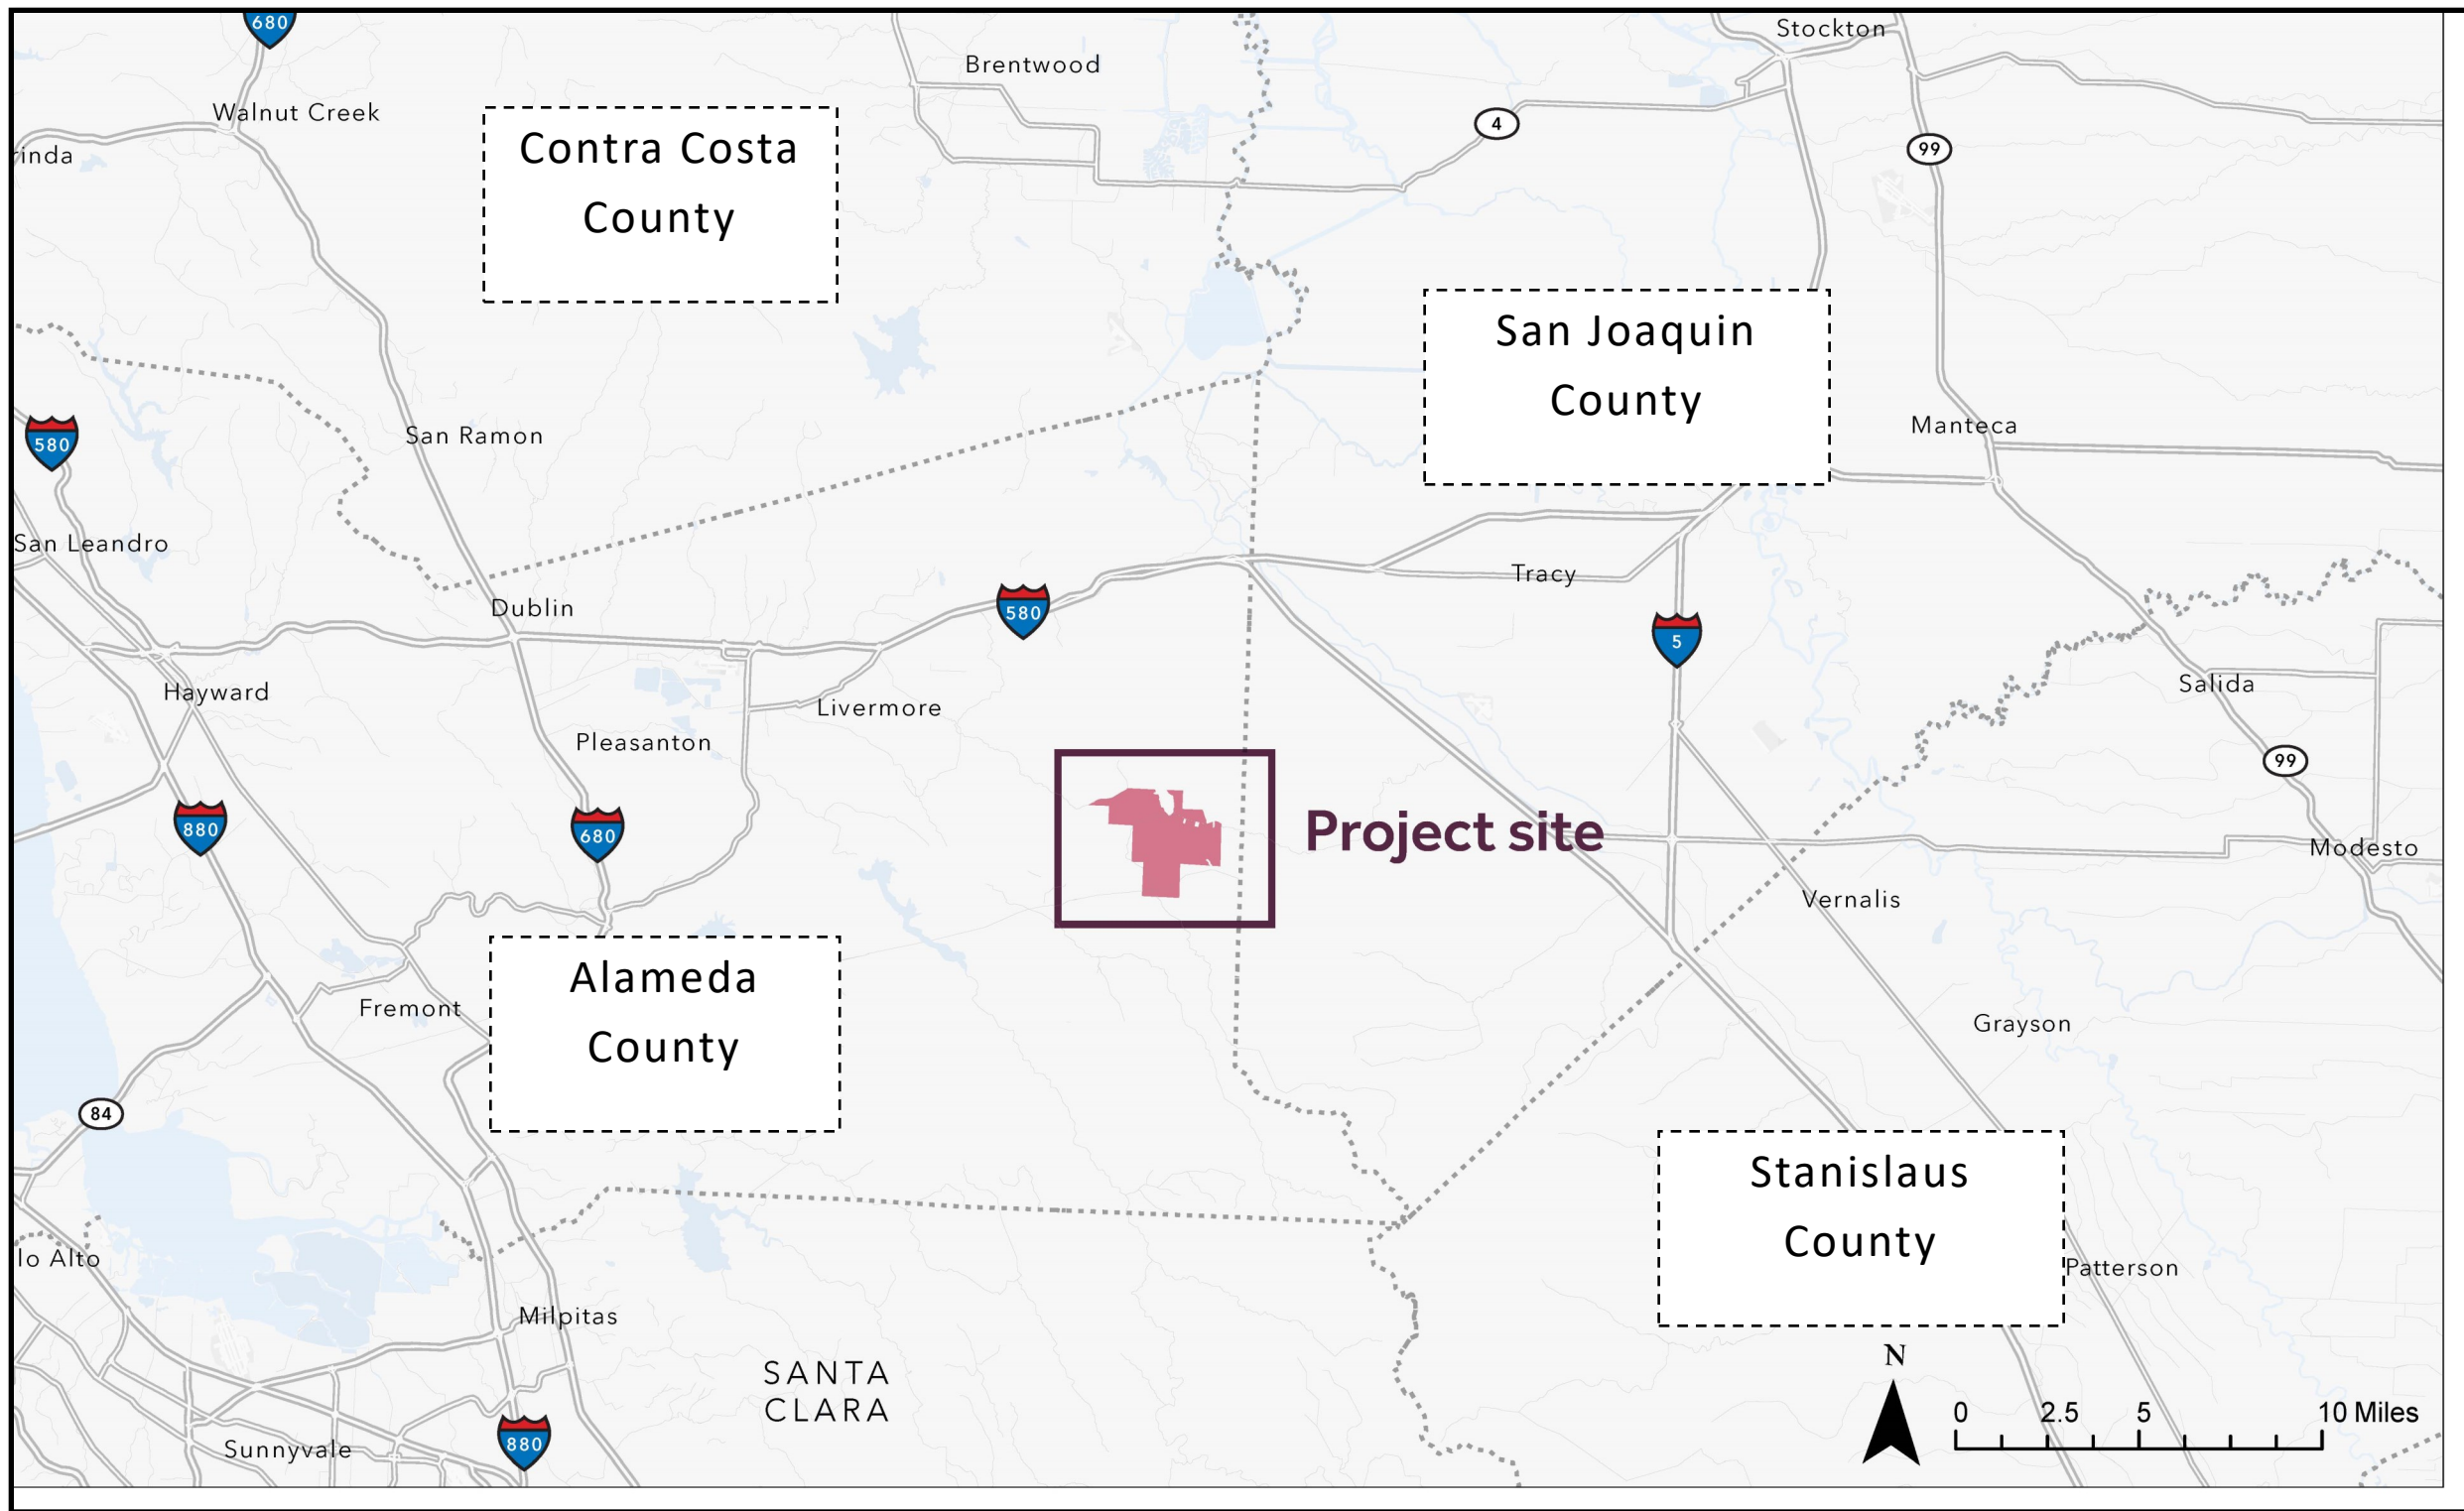 680
Stockton
Brentwood
Walnut Creek
4
Contra Costa
County
99
rinda
San Joaquin
County
Manteca
San Ramon
580
San Leandro
Tracy
Dublin
580
5
Salida
Hayward
Livermore
Pleasanton
99
880
680
Project site
Modesto
Vernalis
Alameda
County
Fremont
Grayson
84
Stanislaus
County
lo Alto
Patterson
Milpitas
N
SANTA
CLARA
0 2.5 5 10 Miles
Sunnyvale
880